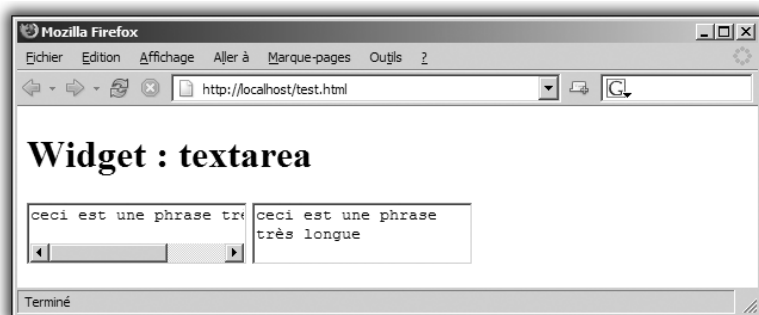 Mozilla Firefox
Fichier Edition Affichage Aller à Marque-pages Outils ?
http://localhost/test.html G
Widget : textarea
ceci est une phrase trè
ceci est une phrase
très longue
Terminé